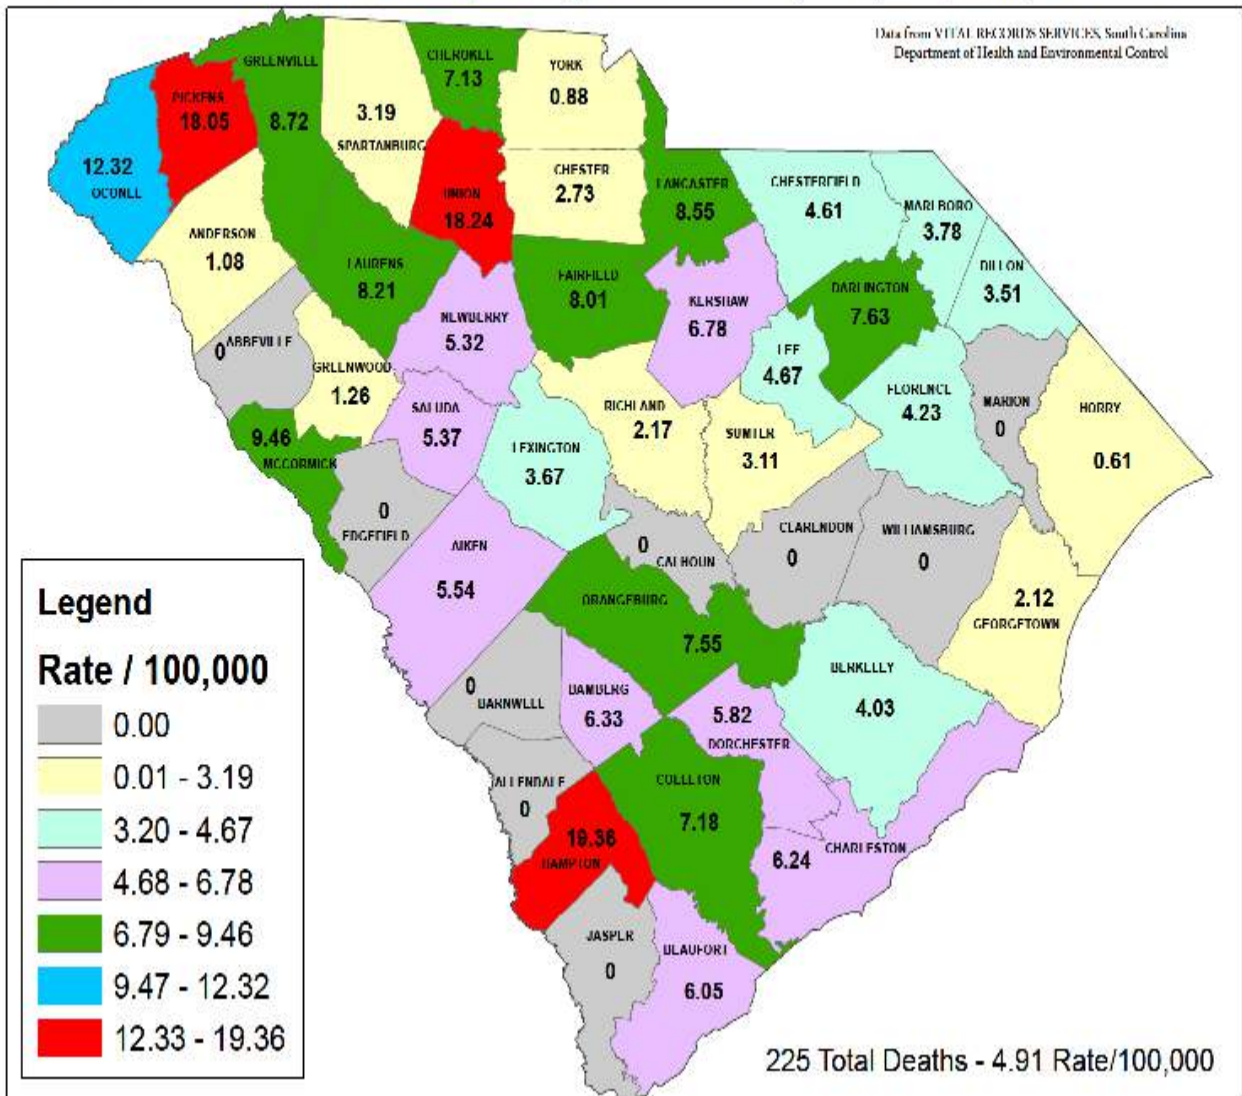 Data from VITAL RECORDS SERVICES, South Carolina
Department of Health and Environmental Control
GREENVILLE
8.72
CHEROKEE
7.13
YORK
0.88
PICKENS
18.05
3.19
SPARTANBURG
12.32
OCONEE
UNION
18.24
CHESTER
2.73
LANCASTER
8.55
CHESTERFIELD
4.61
MARLBORO
3.78
DILLON
3.51
ANDERSON
1.08
LAURENS
8.21
FAIRFIELD
8.01
KERSHAW
6.78
DARLINGTON
7.63
NEWBERRY
5.32
LEE
4.67
ABBEVILLE
0
GREENWOOD
1.26
SALUDA
5.37
RICHLAND
2.17
SUMTER
3.11
FLORENCE
4.23
MARION
0
HORRY
0.61
9.46
MCCORMICK
LEXINGTON
3.67
0
EDGEFIELD
AIKEN
5.54
0
CALHOUN
CLARENDON
0
WILLIAMSBURG
0
2.12
GEORGETOWN
ORANGEBURG
7.55
BERKELEY
4.03
0
BARNWELL
BAMBERG
6.33
5.82
DORCHESTER
ALLENDALE
0
COLLETON
7.18
19.36
HAMPTON
6.24
CHARLESTON
JASPER
0
BEAUFORT
6.05
Legend
Rate / 100,000
0.00
0.01 - 3.19
3.20 - 4.67
4.68 - 6.78
6.79 - 9.46
9.47 - 12.32
12.33 - 19.36
225 Total Deaths - 4.91 Rate/100,000